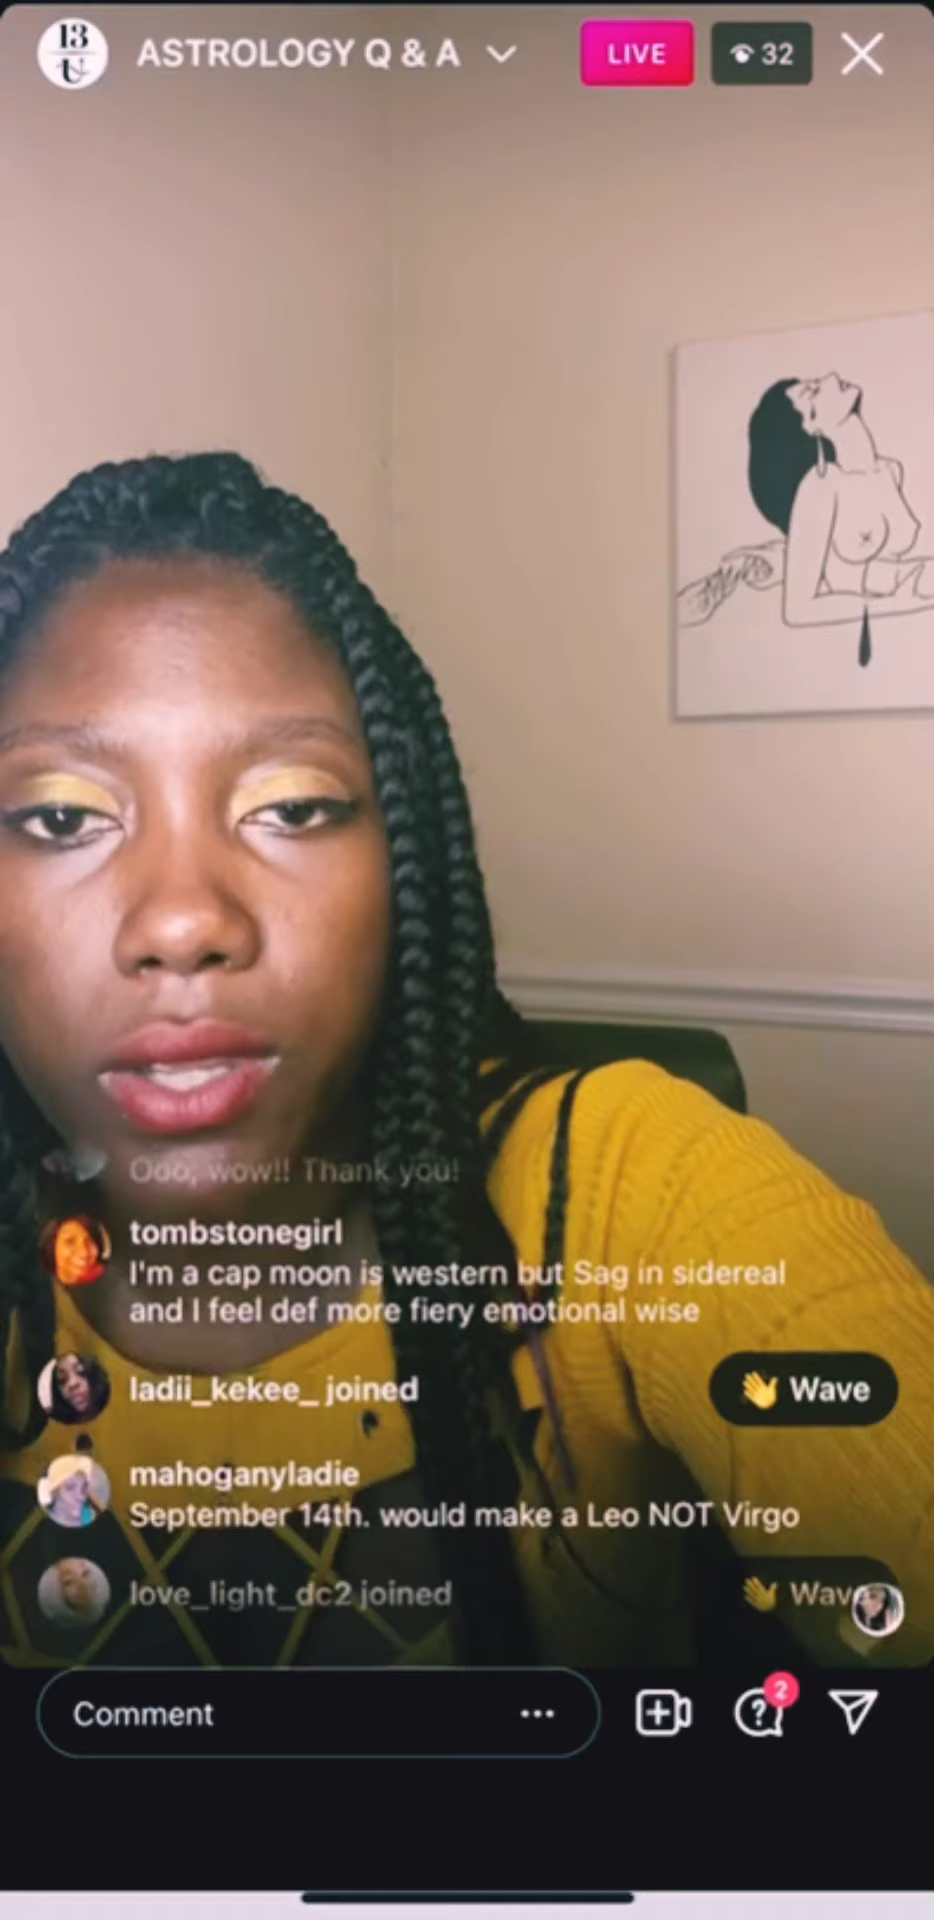 13
U
ASTROLOGY Q & A
LIVE
32
Ooo, wow!! Thank you!
tombstonegirl
I'm a cap moon is western but Sag in sidereal
and I feel def more fiery emotional wise
ladii_kekee_ joined
Wave
mahoganyladie
September 14th. would make a Leo NOT Virgo
love_light_dc2 joined
Wave
Comment
2